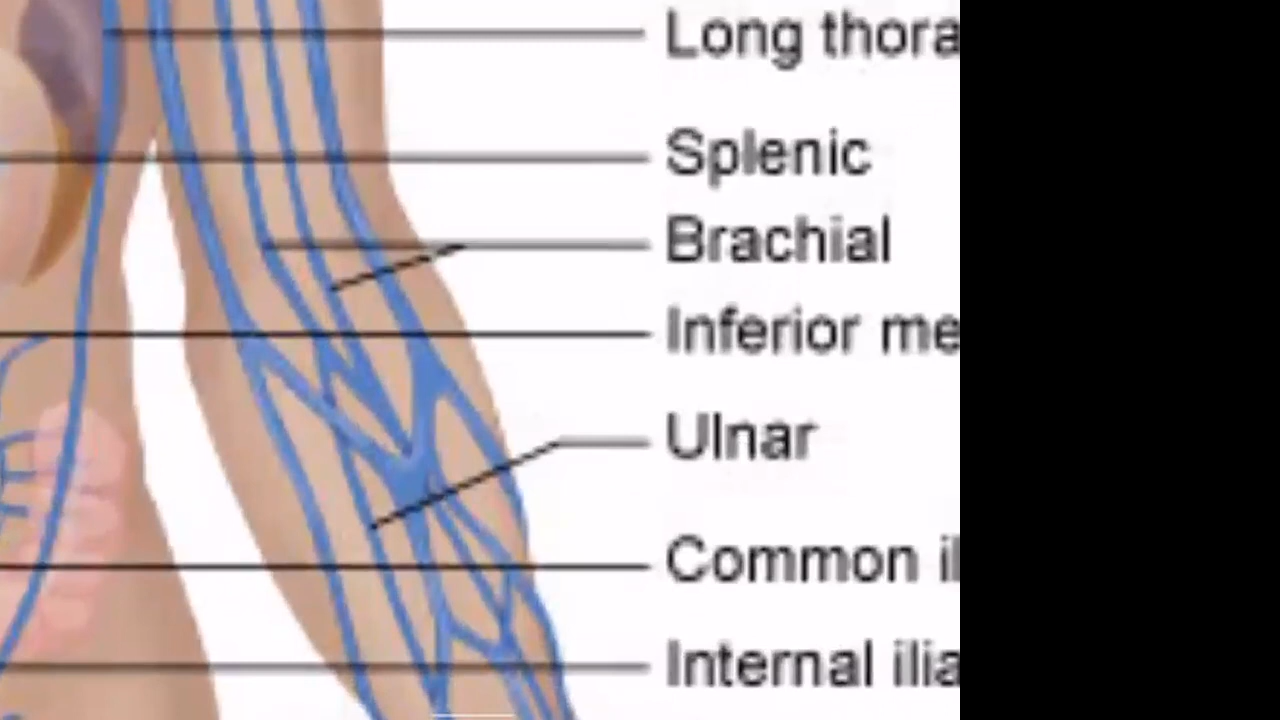 Long thora
Splenic
Brachial
Inferior me
Ulnar
Common il
Internal ilia